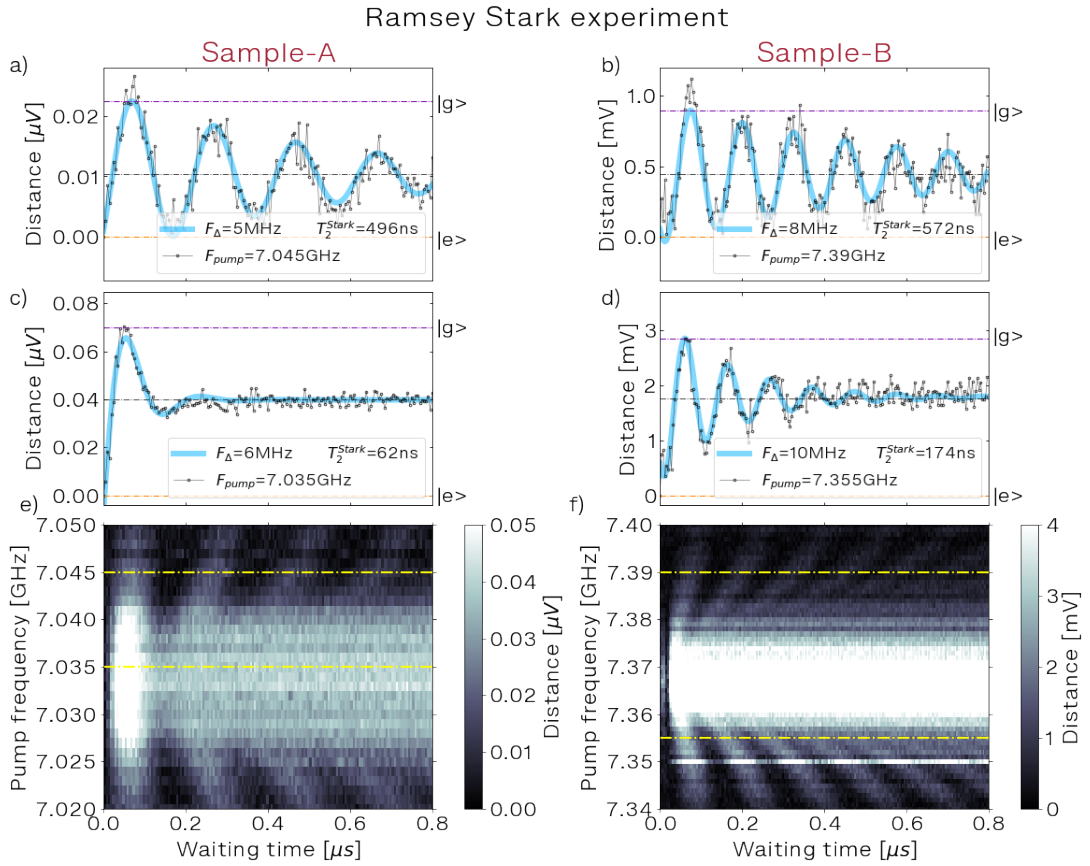 Ramsey Stark experiment
Sample-A
Sample-B
a)
Distance [μV]
0.02
0.01
0.00
|g>
|e>
F_Δ=5MHz T_2^Stark=496ns
F_pump=7.045GHz
b)
Distance [mV]
1.0
0.5
0.0
|g>
|e>
F_Δ=8MHz T_2^Stark=572ns
F_pump=7.39GHz
c)
Distance [μV]
0.08
0.06
0.04
0.02
0.00
|g>
|e>
F_Δ=6MHz T_2^Stark=62ns
F_pump=7.035GHz
d)
Distance [mV]
3
2
1
0
|g>
|e>
F_Δ=10MHz T_2^Stark=174ns
F_pump=7.355GHz
e)
Pump frequency [GHz]
7.050
7.045
7.040
7.035
7.030
7.025
7.020
0.0 0.2 0.4 0.6 0.8
Waiting time [μs]
0.05
0.04
0.03
0.02
0.01
0.00
Distance [μV]
f)
Pump frequency [GHz]
7.40
7.39
7.38
7.37
7.36
7.35
7.34
0.0 0.2 0.4 0.6 0.8
Waiting time [μs]
4
3
2
1
0
Distance [mV]